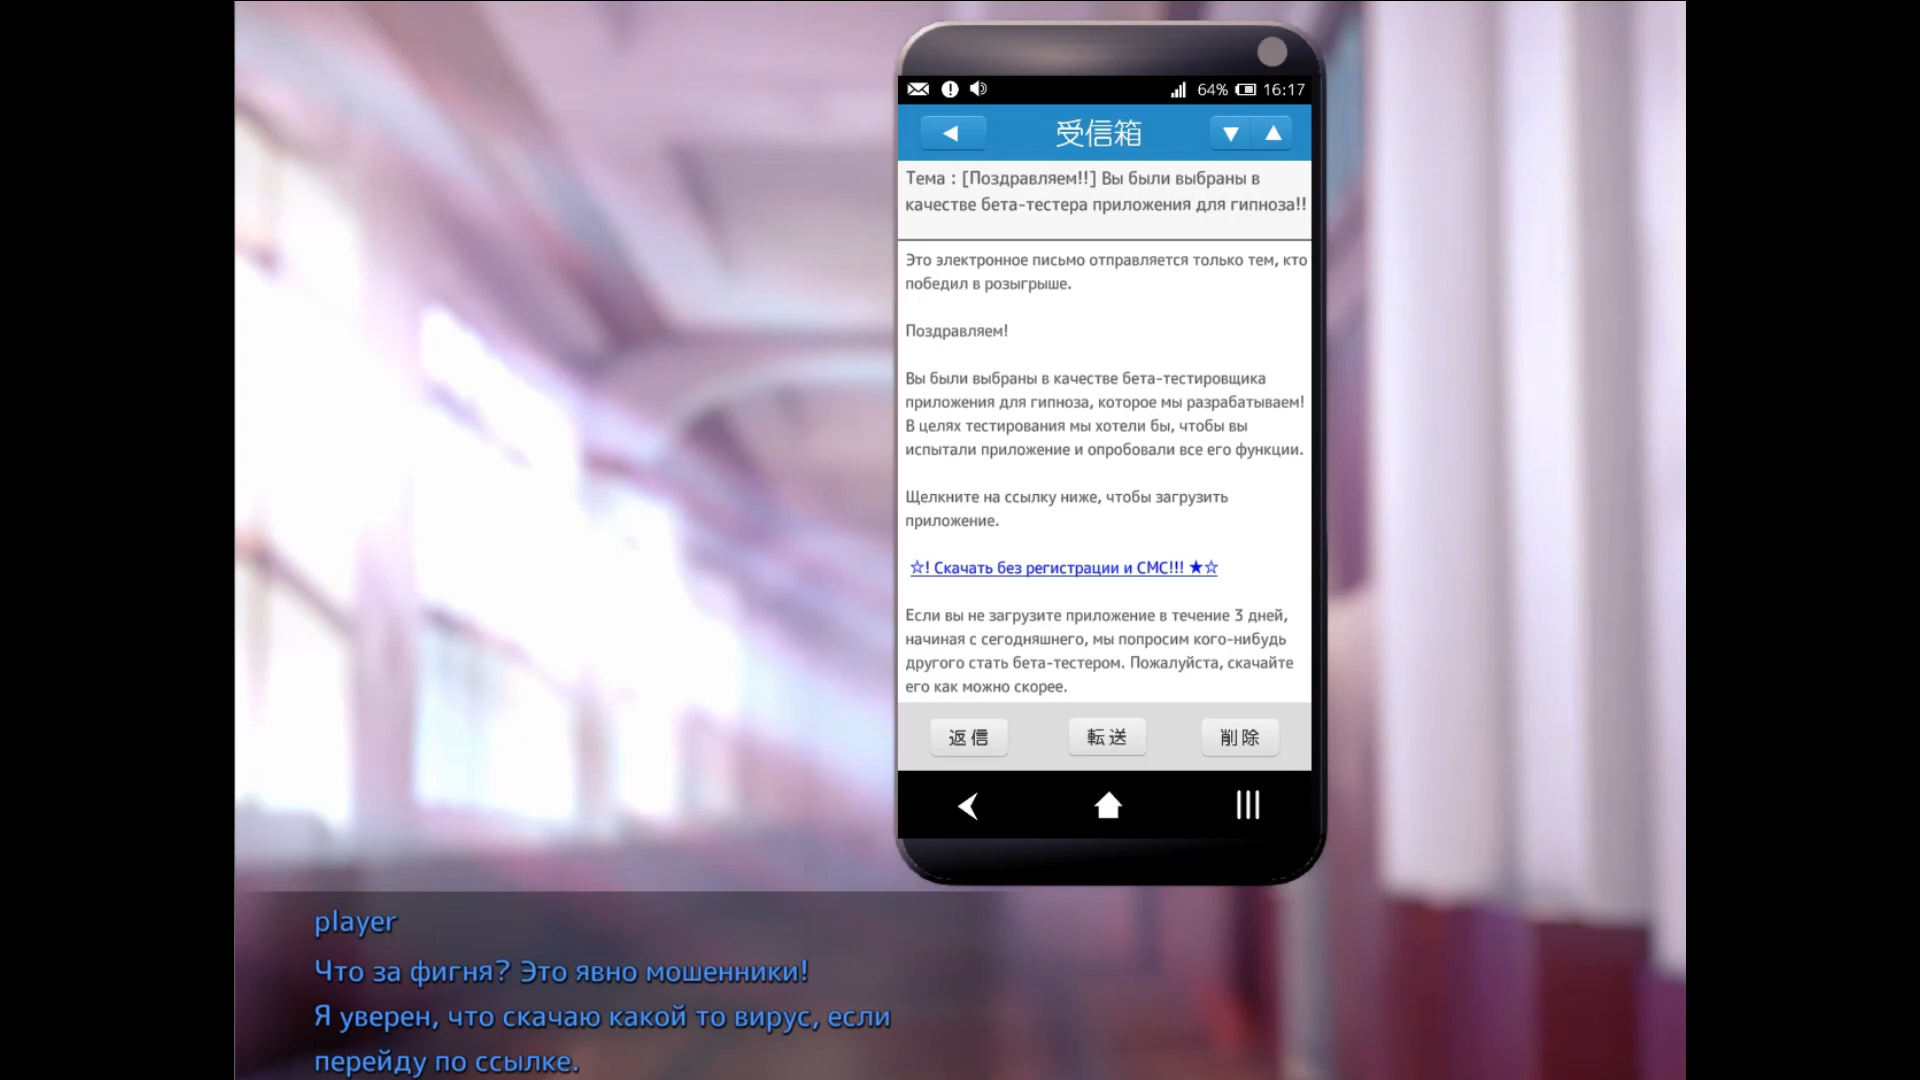 64% 16:17
受信箱
Тема : [Поздравляем!!] Вы были выбраны в
качестве бета-тестера приложения для гипноза!!
Это электронное письмо отправляется только тем, кто
победил в розыгрыше.
Поздравляем!
Вы были выбраны в качестве бета-тестировщика
приложения для гипноза, которое мы разрабатываем!
В целях тестирования мы хотели бы, чтобы вы
испытали приложение и опробовали все его функции.
Щелкните на ссылку ниже, чтобы загрузить
приложение.
☆! Скачать без регистрации и СМС!!! ★☆
Если вы не загрузите приложение в течение 3 дней,
начиная с сегодняшнего, мы попросим кого-нибудь
другого стать бета-тестером. Пожалуйста, скачайте
его как можно скорее.
返信 転送 削除
player
Что за фигня? Это явно мошенники!
Я уверен, что скачаю какой то вирус, если
перейду по ссылке.